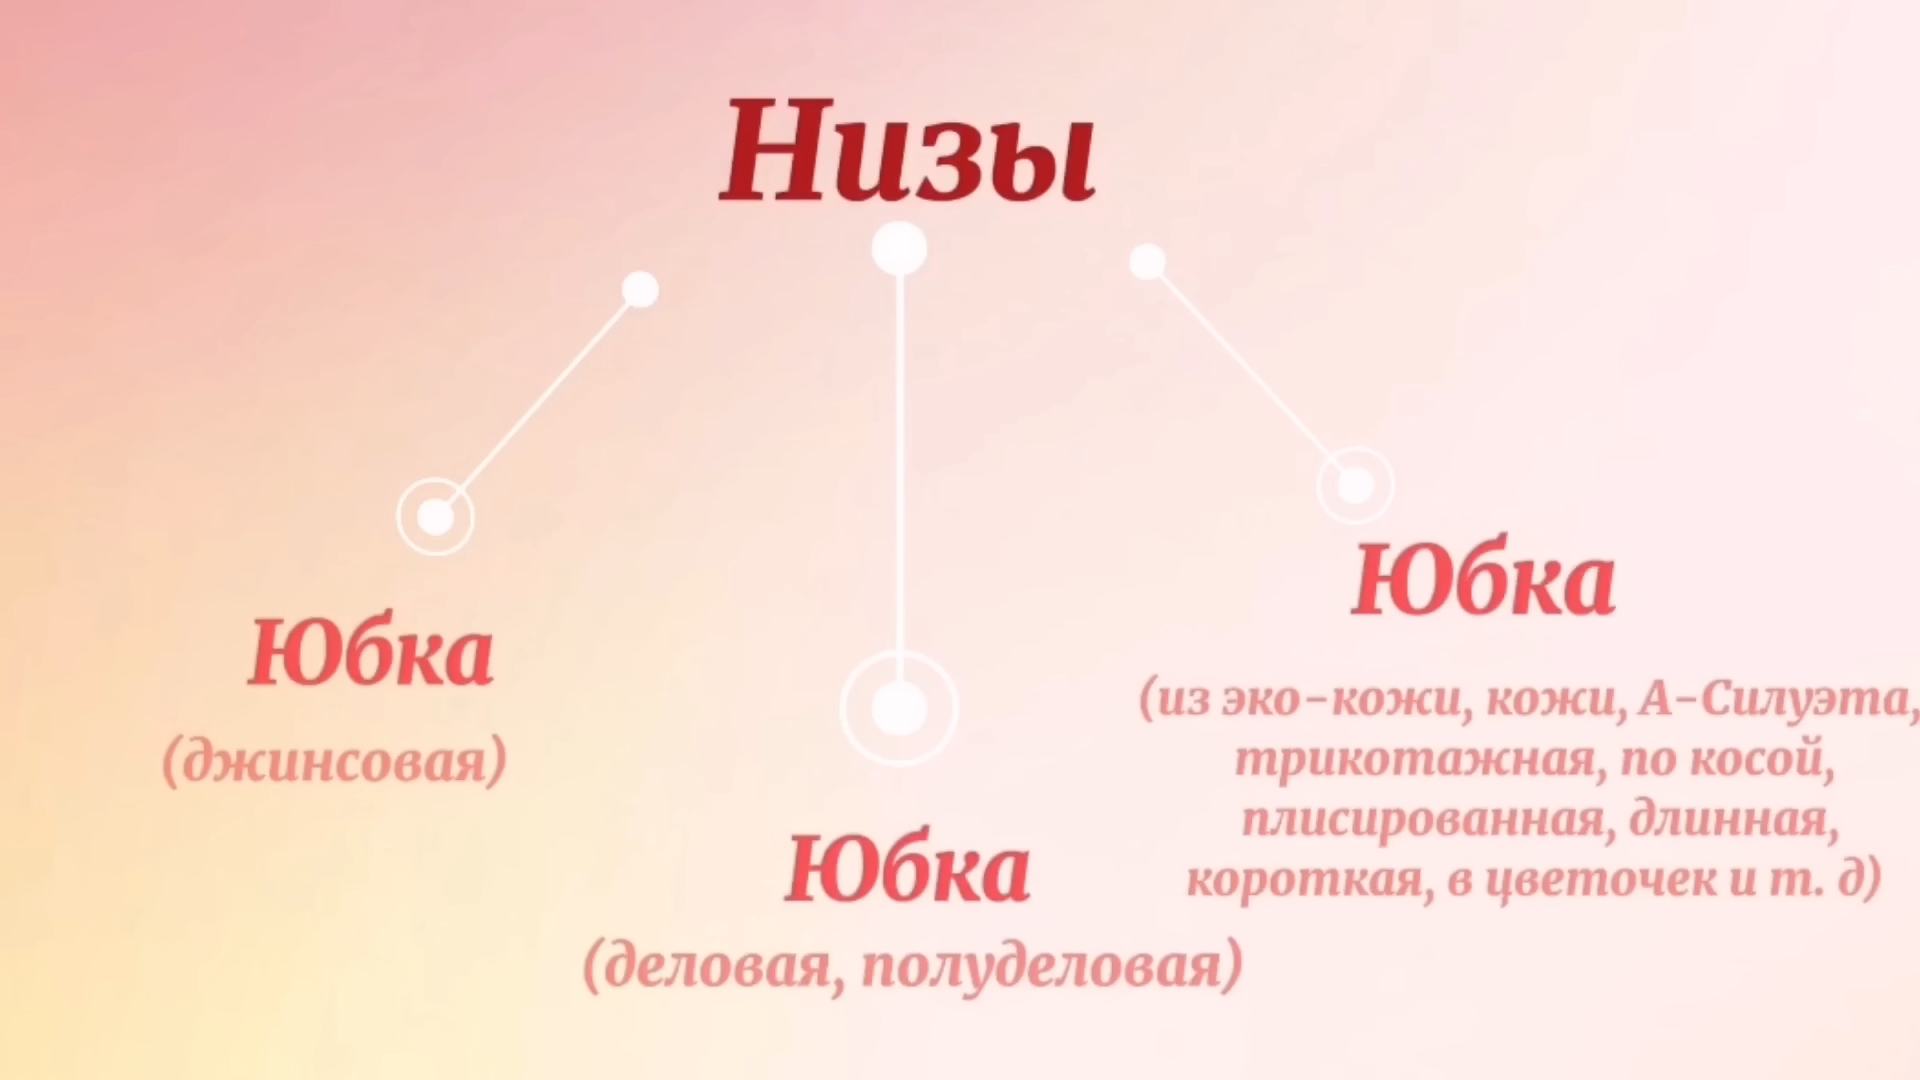 Низы
Юбка
(джинсовая)
Юбка
(деловая, полуделовая)
Юбка
(из эко-кожи, кожи, А-Силуэта,
трикотажная, по косой,
плисированная, длинная,
короткая, в цветочек и т. д)